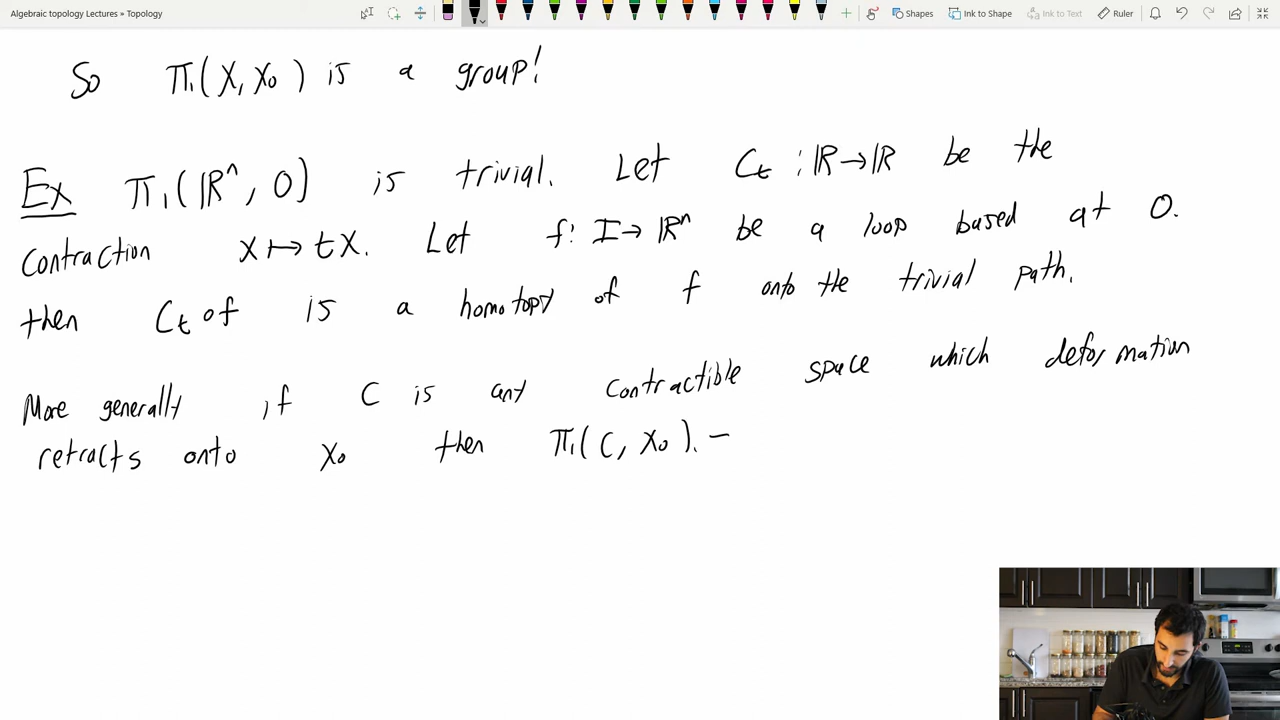 Algebraic topology Lectures » Topology
Shapes
Ink to Shape
Ink to Text
Ruler
So π₁(X, x₀) is a group!
Ex π₁(ℝⁿ, 0) is trivial. Let Cₜ : ℝ→ℝ be the
contraction x ↦ tx. Let f: I→ ℝⁿ be a loop based at 0.
then Cₜ∘f is a homotopy of f onto the trivial path.
More generally if C is any contractible space which deformation
retracts onto x₀ then π₁(C, x₀). –